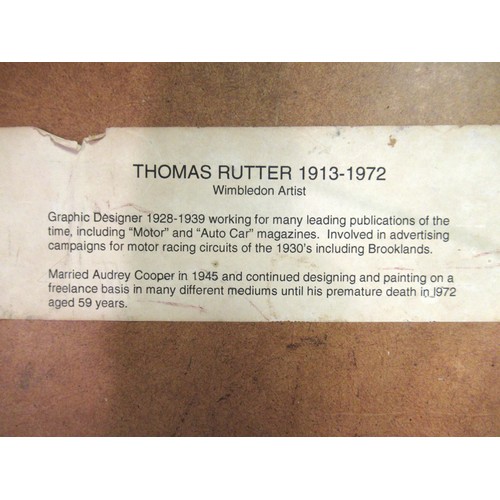 THOMAS RUTTER 1913-1972
Wimbledon Artist
Graphic Designer 1928-1939 working for many leading publications of the
time, including "Motor" and "Auto Car" magazines. Involved in advertising
campaigns for motor racing circuits of the 1930's including Brooklands.
Married Audrey Cooper in 1945 and continued designing and painting on a
freelance basis in many different mediums until his premature death in 1972
aged 59 years.